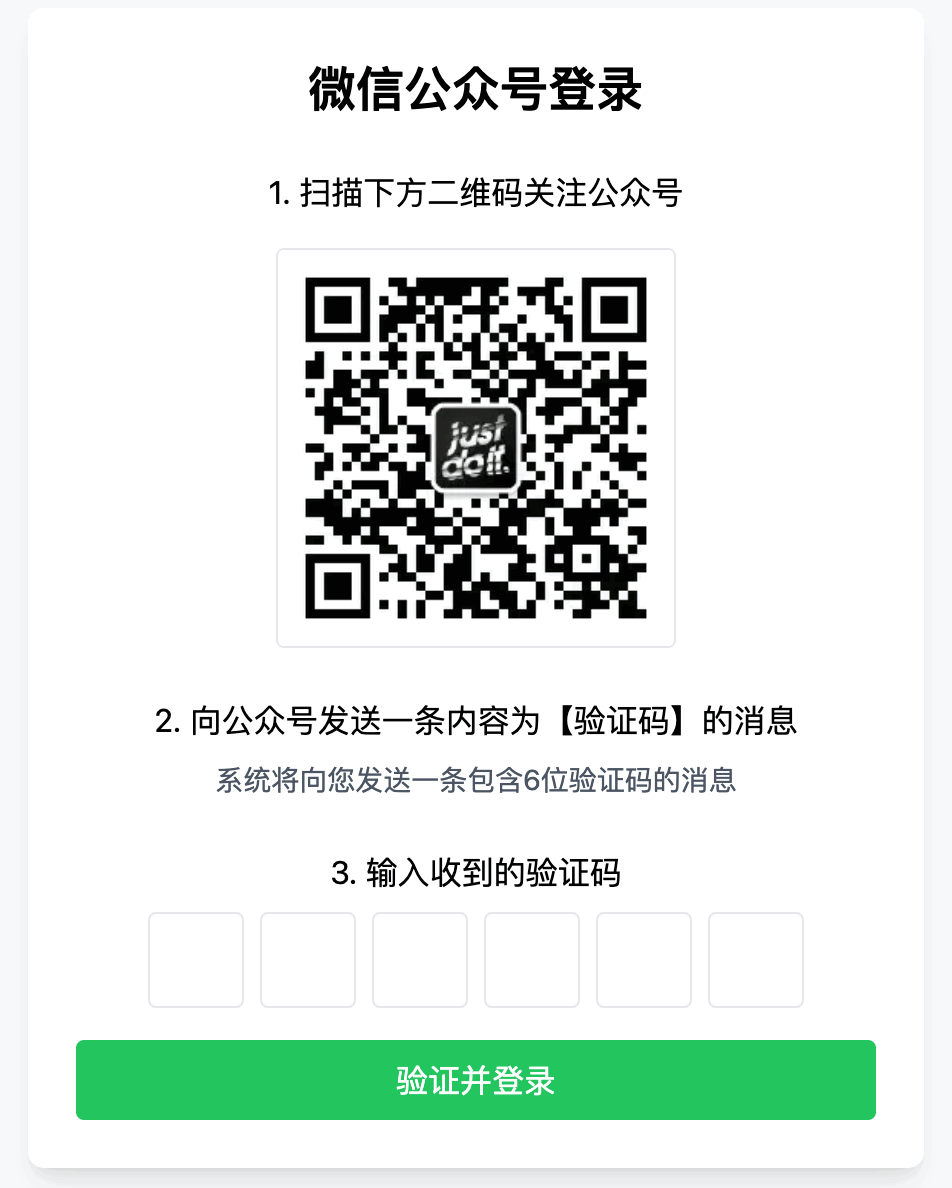 微信公众号登录
1. 扫描下方二维码关注公众号
just
do it.
2. 向公众号发送一条内容为【验证码】的消息
系统将向您发送一条包含6位验证码的消息
3. 输入收到的验证码
验证并登录